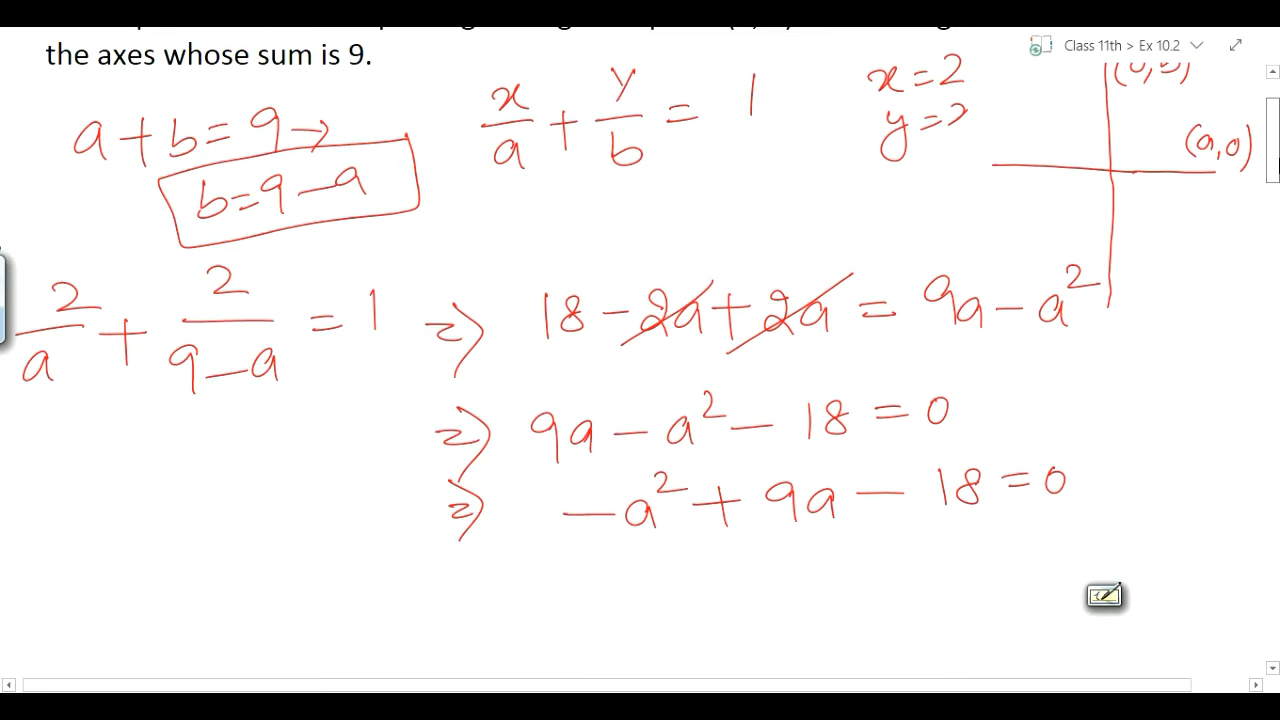 the axes whose sum is 9.
Class 11th > Ex 10.2
a + b = 9 →
b = 9 - a
x/a + y/b = 1
x = 2
y = 2
(a, 0)
2/a + 2/(9 - a) = 1 ⇒ 18 - 2a + 2a = 9a - a²
⇒ 9a - a² - 18 = 0
⇒ - a² + 9a - 18 = 0